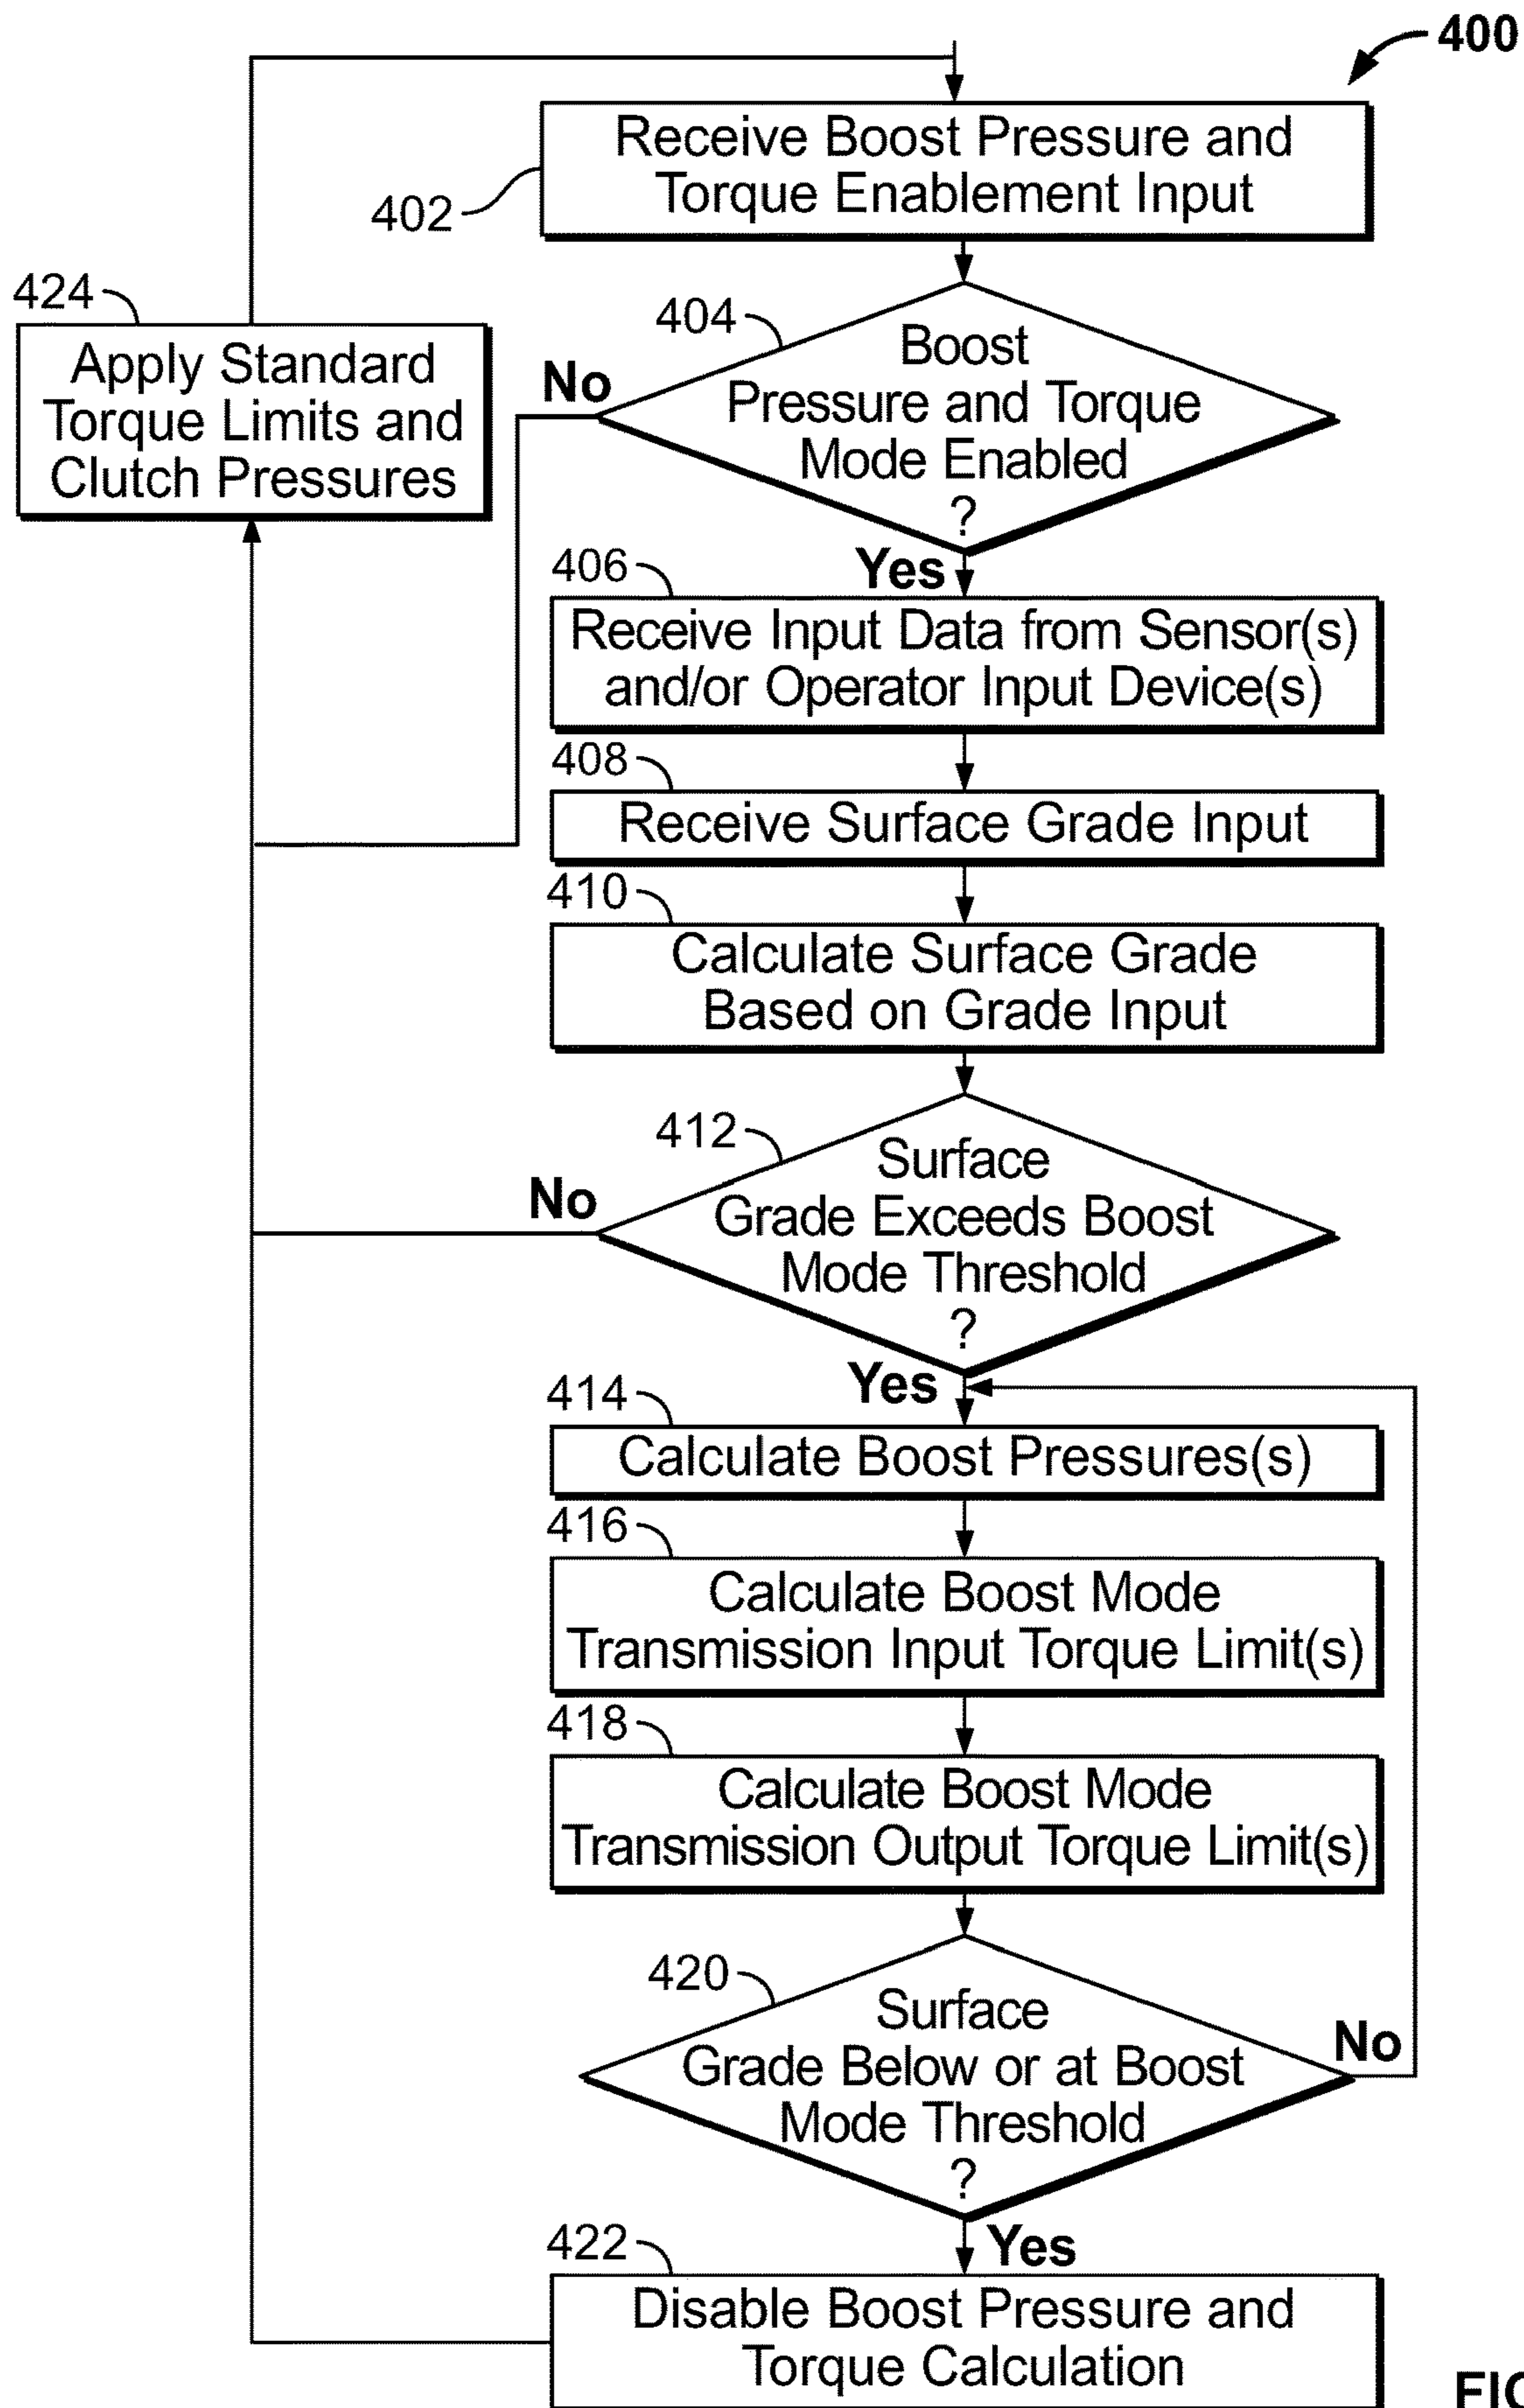 400
Receive Boost Pressure and
Torque Enablement Input
402
424
Apply Standard
Torque Limits and
Clutch Pressures
404
Boost
Pressure and Torque
Mode Enabled
?
No
Yes
406
Receive Input Data from Sensor(s)
and/or Operator Input Device(s)
408
Receive Surface Grade Input
410
Calculate Surface Grade
Based on Grade Input
412
Surface
Grade Exceeds Boost
Mode Threshold
?
No
Yes
414
Calculate Boost Pressures(s)
416
Calculate Boost Mode
Transmission Input Torque Limit(s)
418
Calculate Boost Mode
Transmission Output Torque Limit(s)
420
Surface
Grade Below or at Boost
Mode Threshold
?
No
Yes
422
Disable Boost Pressure and
Torque Calculation